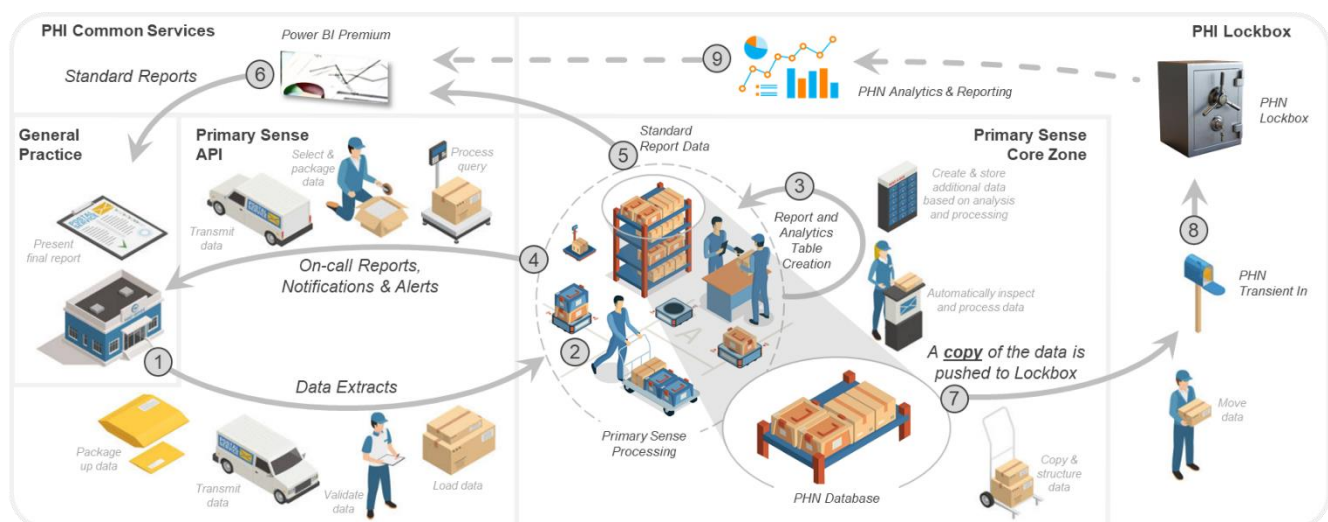 PHI Common Services
Power BI Premium
PHI Lockbox
Standard Reports
6
9
PHN Analytics & Reporting
PHN
Lockbox
General
Practice
Primary Sense
API
Select &
package
data
Process
query
Standard
Report Data
5
Primary Sense
Core Zone
3
Create & store
additional data
based on analysis
and processing
Report and
Analytics
Table
Creation
Present
final report
Transmit
data
On-call Reports,
Notifications & Alerts
4
8
PHN
Transient In
Automatically inspect
and process data
1
2
A
Data Extracts
A copy of the data is
pushed to Lockbox
7
Package
up data
Transmit
data
Validate
data
Load data
Primary Sense
Processing
PHN Database
Copy &
structure
data
Move
data